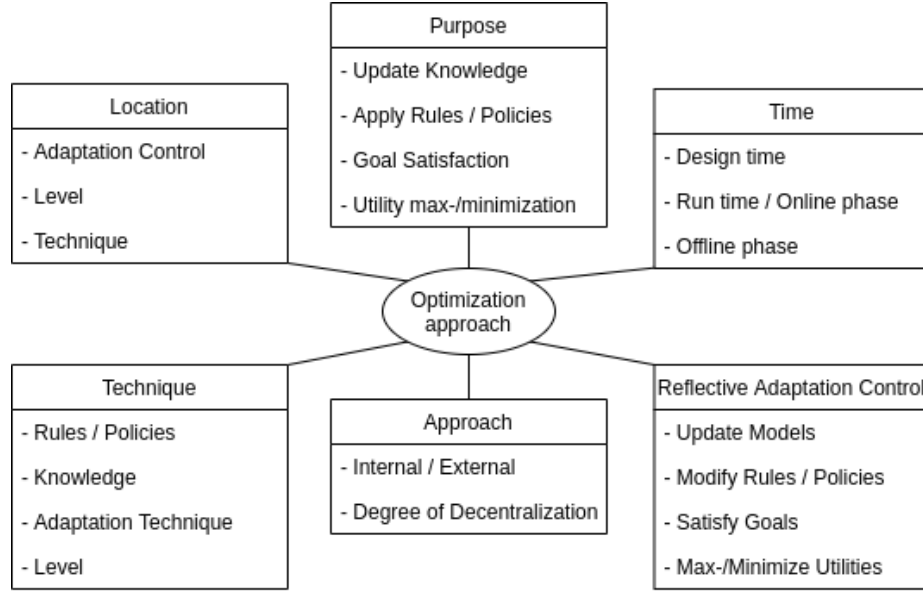 Purpose
- Update Knowledge
- Apply Rules / Policies
- Goal Satisfaction
- Utility max-/minimization
Location
- Adaptation Control
- Level
- Technique
Time
- Design time
- Run time / Online phase
- Offline phase
Optimization
approach
Technique
- Rules / Policies
- Knowledge
- Adaptation Technique
- Level
Approach
- Internal / External
- Degree of Decentralization
Reflective Adaptation Control
- Update Models
- Modify Rules / Policies
- Satisfy Goals
- Max-/Minimize Utilities